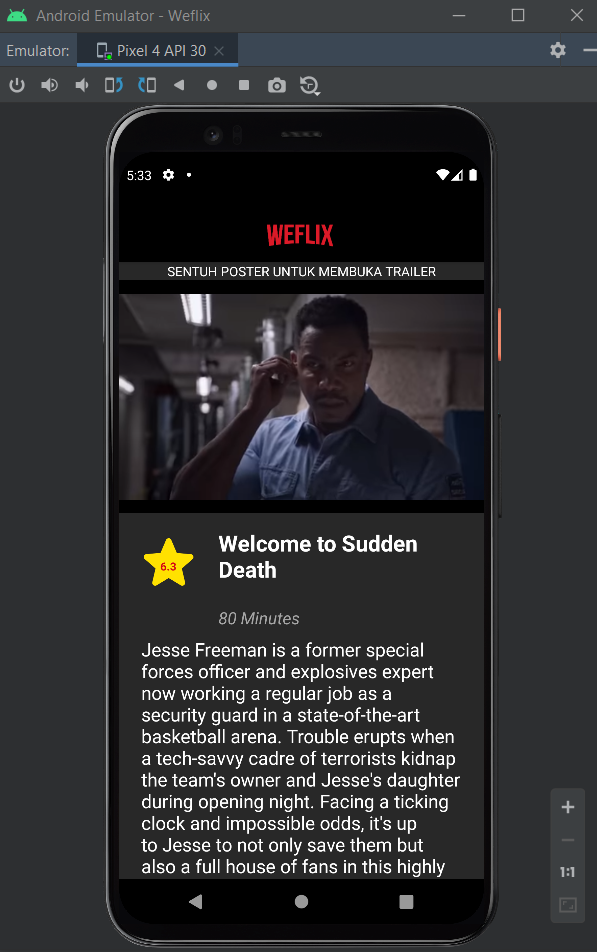 Android Emulator - Weflix
Emulator:
Pixel 4 API 30
5:33
WEFLIX
SENTUH POSTER UNTUK MEMBUKA TRAILER
6.3
Welcome to Sudden
Death
80 Minutes
Jesse Freeman is a former special
forces officer and explosives expert
now working a regular job as a
security guard in a state-of-the-art
basketball arena. Trouble erupts when
a tech-savvy cadre of terrorists kidnap
the team's owner and Jesse's daughter
during opening night. Facing a ticking
clock and impossible odds, it's up
to Jesse to not only save them but
also a full house of fans in this highly
1:1